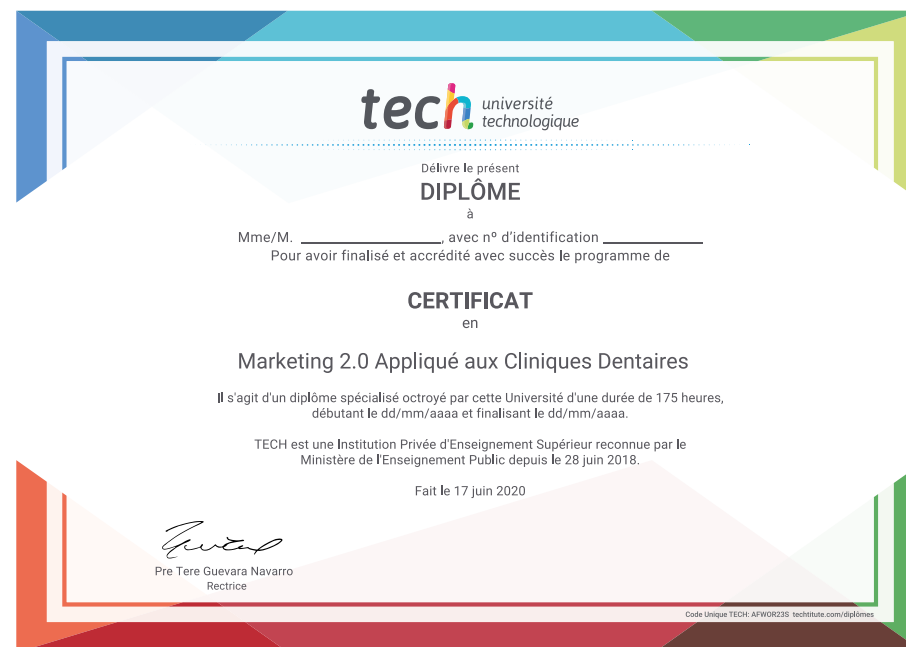 tech université
technologique
Délivre le présent
DIPLÔME
à
Mme/M. ____________________, avec nº d'identification ______________
Pour avoir finalisé et accrédité avec succès le programme de
CERTIFICAT
en
Marketing 2.0 Appliqué aux Cliniques Dentaires
Il s'agit d'un diplôme spécialisé octroyé par cette Université d'une durée de 175 heures,
débutant le dd/mm/aaaa et finalisant le dd/mm/aaaa.
TECH est une Institution Privée d'Enseignement Supérieur reconnue par le
Ministère de l'Enseignement Public depuis le 28 juin 2018.
Fait le 17 juin 2020
Pre Tere Guevara Navarro
Rectrice
Code Unique TECH: AFWOR23S techtitute.com/diplômes